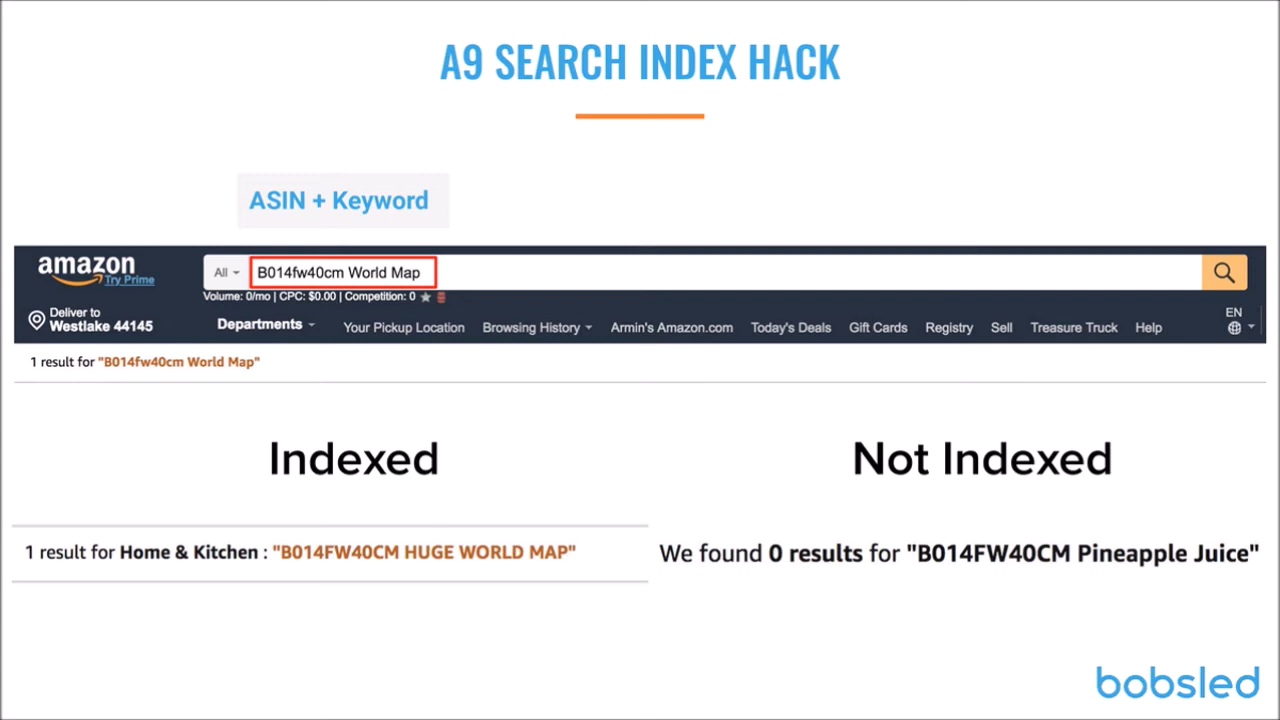 A9 SEARCH INDEX HACK
ASIN + Keyword
amazon
Try Prime
All
B014fw40cm World Map
Volume: 0/mo | CPC: $0.00 | Competition: 0
Deliver to
Westlake 44145
Departments Your Pickup Location Browsing History Armin's Amazon.com Today's Deals Gift Cards Registry Sell Treasure Truck Help
EN
1 result for "B014fw40cm World Map"
Indexed
Not Indexed
1 result for Home & Kitchen : "B014FW40CM HUGE WORLD MAP"
We found 0 results for "B014FW40CM Pineapple Juice"
bobsled